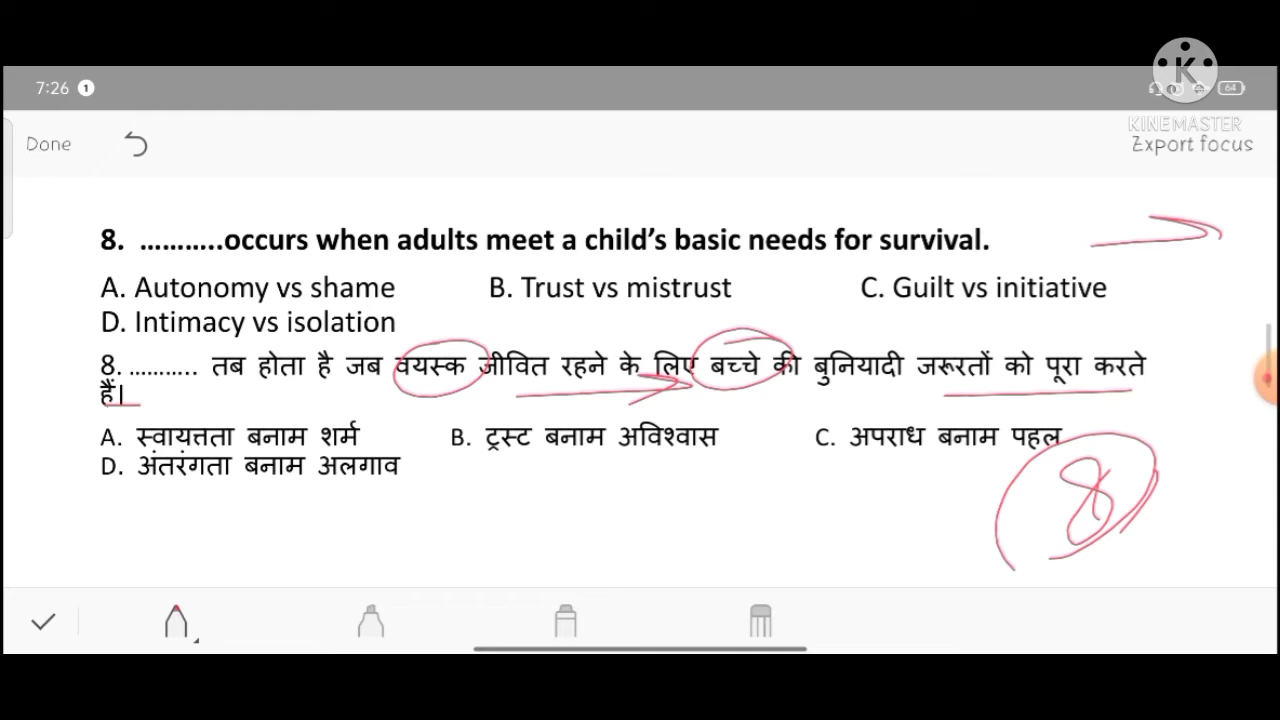 7:26 1
64
K
KINEMASTER
Done
Export focus
8. ………..occurs when adults meet a child’s basic needs for survival.
A. Autonomy vs shame B. Trust vs mistrust C. Guilt vs initiative
D. Intimacy vs isolation
8. ……….. तब होता है जब वयस्क जीवित रहने के लिए बच्चे की बुनियादी जरूरतों को पूरा करते
हैं।
A. स्वायत्तता बनाम शर्म B. ट्रस्ट बनाम अविश्वास C. अपराध बनाम पहल
D. अंतरंगता बनाम अलगाव
8